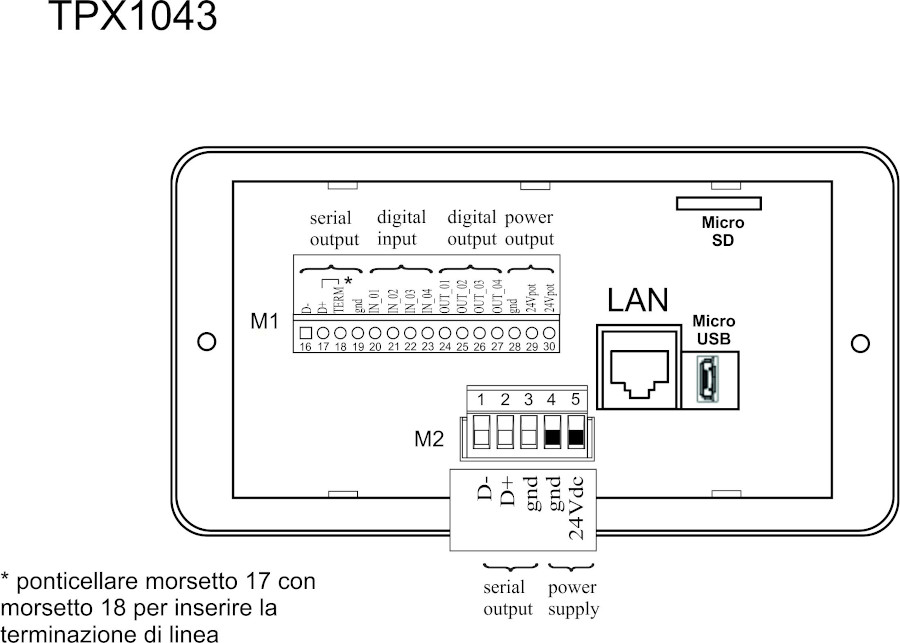 TPX1043
Micro
SD
serial
output
digital
input
digital
output
power
output
D-
D+
TERM
*
gnd
IN_01
IN_02
IN_03
IN_04
OUT_01
OUT_02
OUT_03
OUT_04
gnd
24Vpot
24Vpot
M1
16 17 18 19 20 21 22 23 24 25 26 27 28 29 30
LAN
Micro
USB
1 2 3 4 5
M2
D-
D+
gnd
gnd
24Vdc
serial
output
power
supply
* ponticellare morsetto 17 con
morsetto 18 per inserire la
terminazione di linea